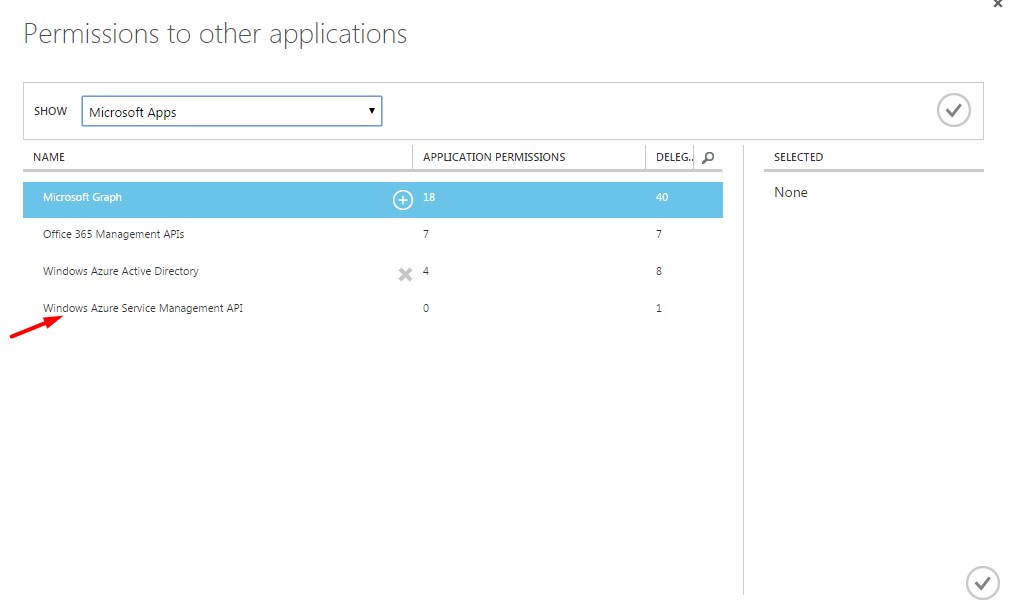 Permissions to other applications
SHOW Microsoft Apps
NAME APPLICATION PERMISSIONS DELEG.. SELECTED
Microsoft Graph 18 40 None
Office 365 Management APIs 7 7
Windows Azure Active Directory 4 8
Windows Azure Service Management API 0 1